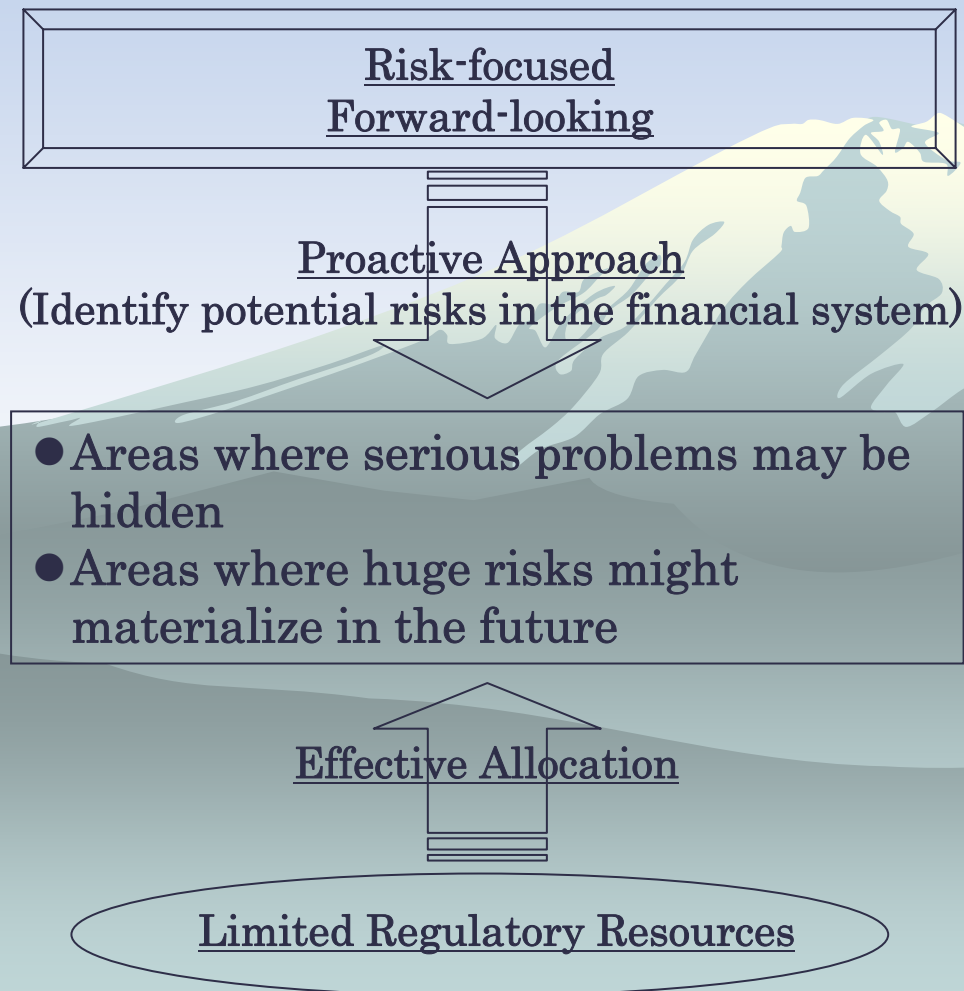 Risk-focused
Forward-looking
Proactive Approach
(Identify potential risks in the financial system)
●Areas where serious problems may be
hidden
●Areas where huge risks might
materialize in the future
Effective Allocation
Limited Regulatory Resources